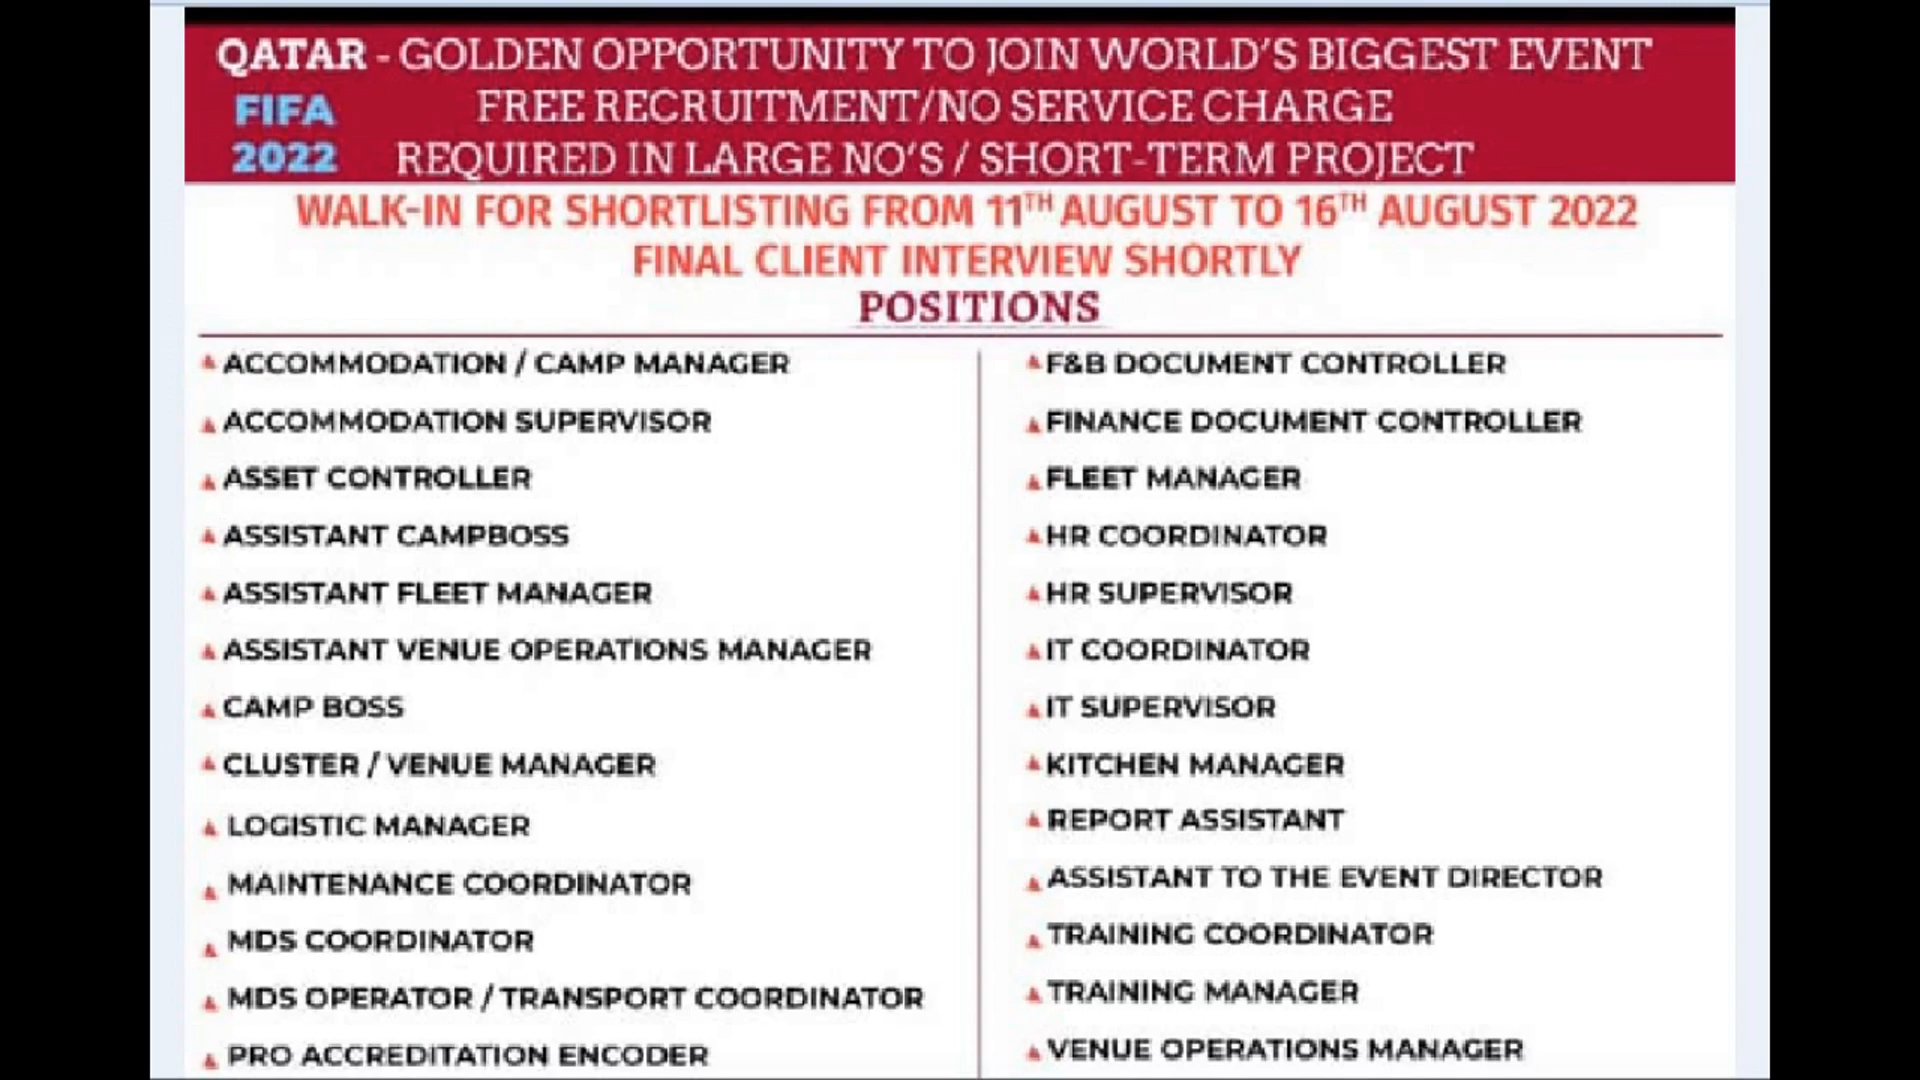 QATAR - GOLDEN OPPORTUNITY TO JOIN WORLD'S BIGGEST EVENT
FIFA 2022
FREE RECRUITMENT/NO SERVICE CHARGE
REQUIRED IN LARGE NO'S / SHORT-TERM PROJECT
WALK-IN FOR SHORTLISTING FROM 11TH AUGUST TO 16TH AUGUST 2022
FINAL CLIENT INTERVIEW SHORTLY
POSITIONS
ACCOMMODATION / CAMP MANAGER
ACCOMMODATION SUPERVISOR
ASSET CONTROLLER
ASSISTANT CAMPBOSS
ASSISTANT FLEET MANAGER
ASSISTANT VENUE OPERATIONS MANAGER
CAMP BOSS
CLUSTER / VENUE MANAGER
LOGISTIC MANAGER
MAINTENANCE COORDINATOR
MDS COORDINATOR
MDS OPERATOR / TRANSPORT COORDINATOR
PRO ACCREDITATION ENCODER
F&B DOCUMENT CONTROLLER
FINANCE DOCUMENT CONTROLLER
FLEET MANAGER
HR COORDINATOR
HR SUPERVISOR
IT COORDINATOR
IT SUPERVISOR
KITCHEN MANAGER
REPORT ASSISTANT
ASSISTANT TO THE EVENT DIRECTOR
TRAINING COORDINATOR
TRAINING MANAGER
VENUE OPERATIONS MANAGER